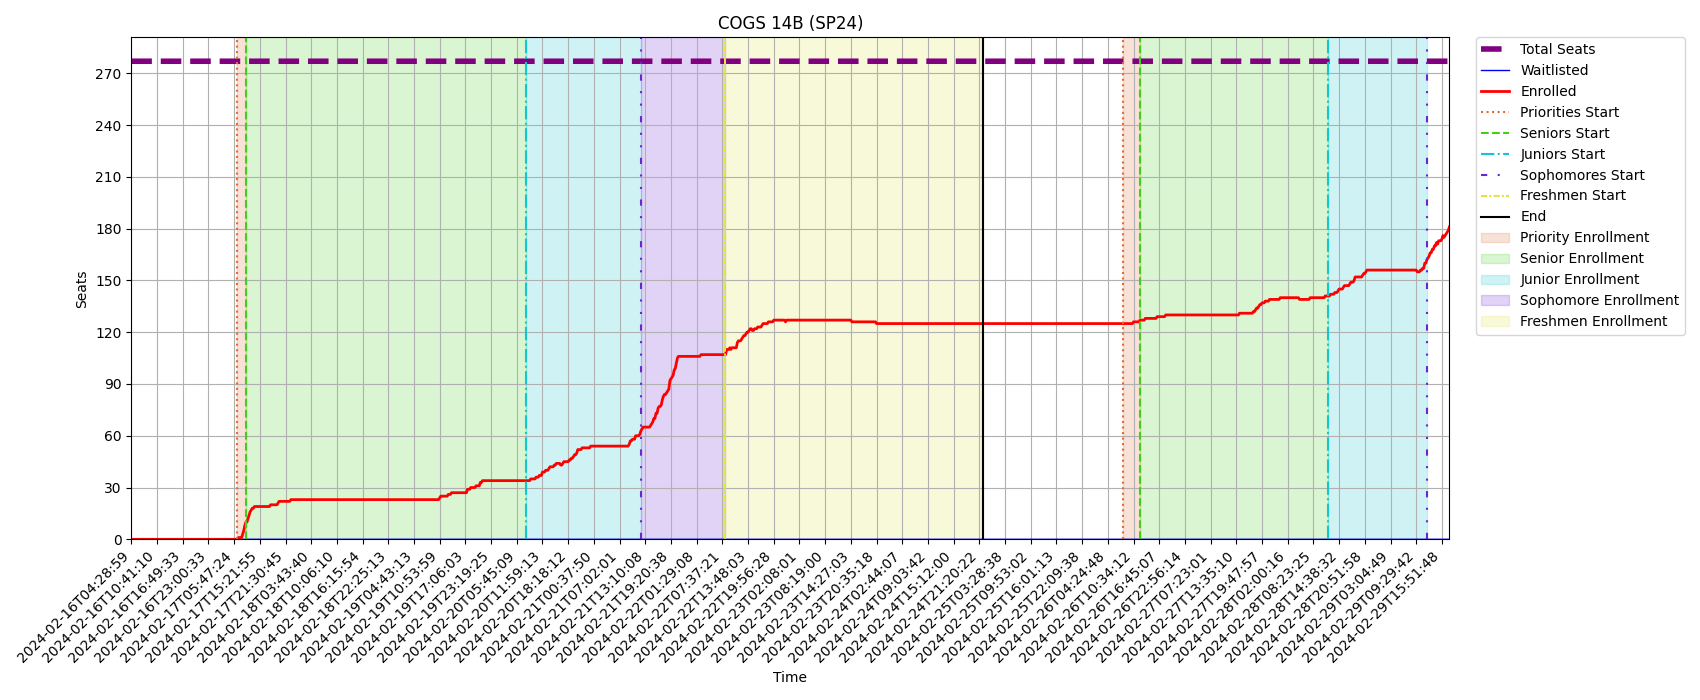 COGS 14B (SP24)
Seats
270
240
210
180
150
120
90
60
30
0
2024-02-16T04:28:59
2024-02-16T10:41:10
2024-02-16T16:49:33
2024-02-16T23:00:33
2024-02-17T05:47:24
2024-02-17T15:21:55
2024-02-17T21:30:45
2024-02-18T03:43:40
2024-02-18T10:06:10
2024-02-18T16:15:54
2024-02-18T22:25:13
2024-02-19T04:43:13
2024-02-19T10:53:59
2024-02-19T17:06:03
2024-02-19T23:19:25
2024-02-20T05:45:09
2024-02-20T11:59:13
2024-02-20T18:18:12
2024-02-21T00:37:50
2024-02-21T07:02:01
2024-02-21T13:10:08
2024-02-21T19:20:38
2024-02-22T01:29:08
2024-02-22T07:37:21
2024-02-22T13:48:03
2024-02-22T19:56:28
2024-02-23T02:08:01
2024-02-23T08:19:00
2024-02-23T14:27:03
2024-02-23T20:35:18
2024-02-24T02:44:07
2024-02-24T09:03:42
2024-02-24T15:12:00
2024-02-24T21:20:22
2024-02-25T03:28:38
2024-02-25T09:53:02
2024-02-25T16:01:13
2024-02-25T22:09:38
2024-02-26T04:24:48
2024-02-26T10:34:12
2024-02-26T16:45:07
2024-02-26T22:56:14
2024-02-27T07:23:01
2024-02-27T13:35:10
2024-02-27T19:47:57
2024-02-28T02:00:16
2024-02-28T08:23:25
2024-02-28T14:38:32
2024-02-28T20:51:58
2024-02-29T03:04:49
2024-02-29T09:29:42
2024-02-29T15:51:48
Time
Total Seats
Waitlisted
Enrolled
Priorities Start
Seniors Start
Juniors Start
Sophomores Start
Freshmen Start
End
Priority Enrollment
Senior Enrollment
Junior Enrollment
Sophomore Enrollment
Freshmen Enrollment